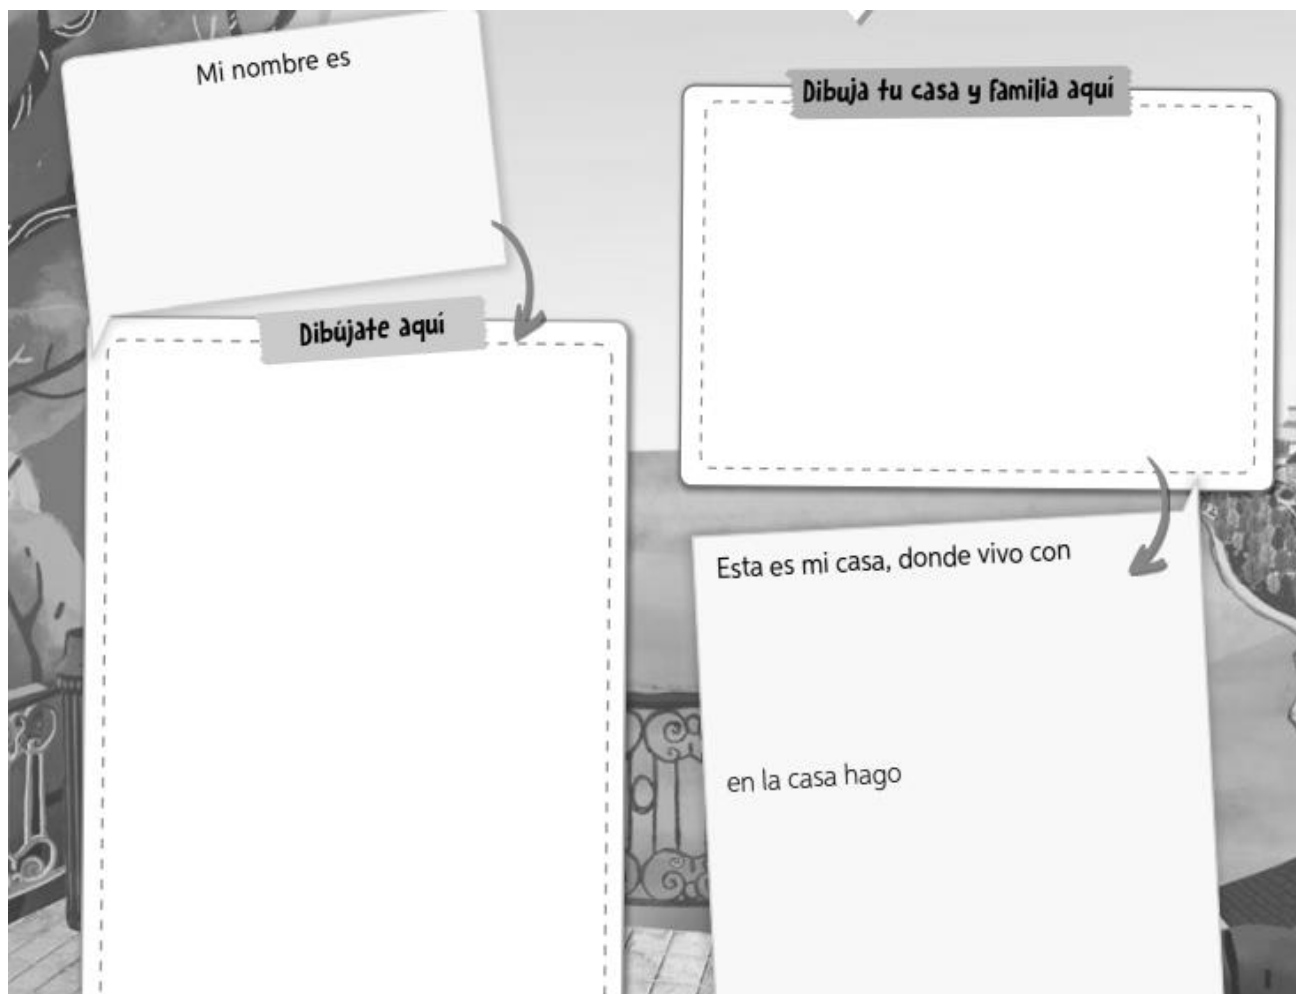 Mi nombre es
Dibújate aquí
Dibuja tu casa y familia aquí
Esta es mi casa, donde vivo con
en la casa hago